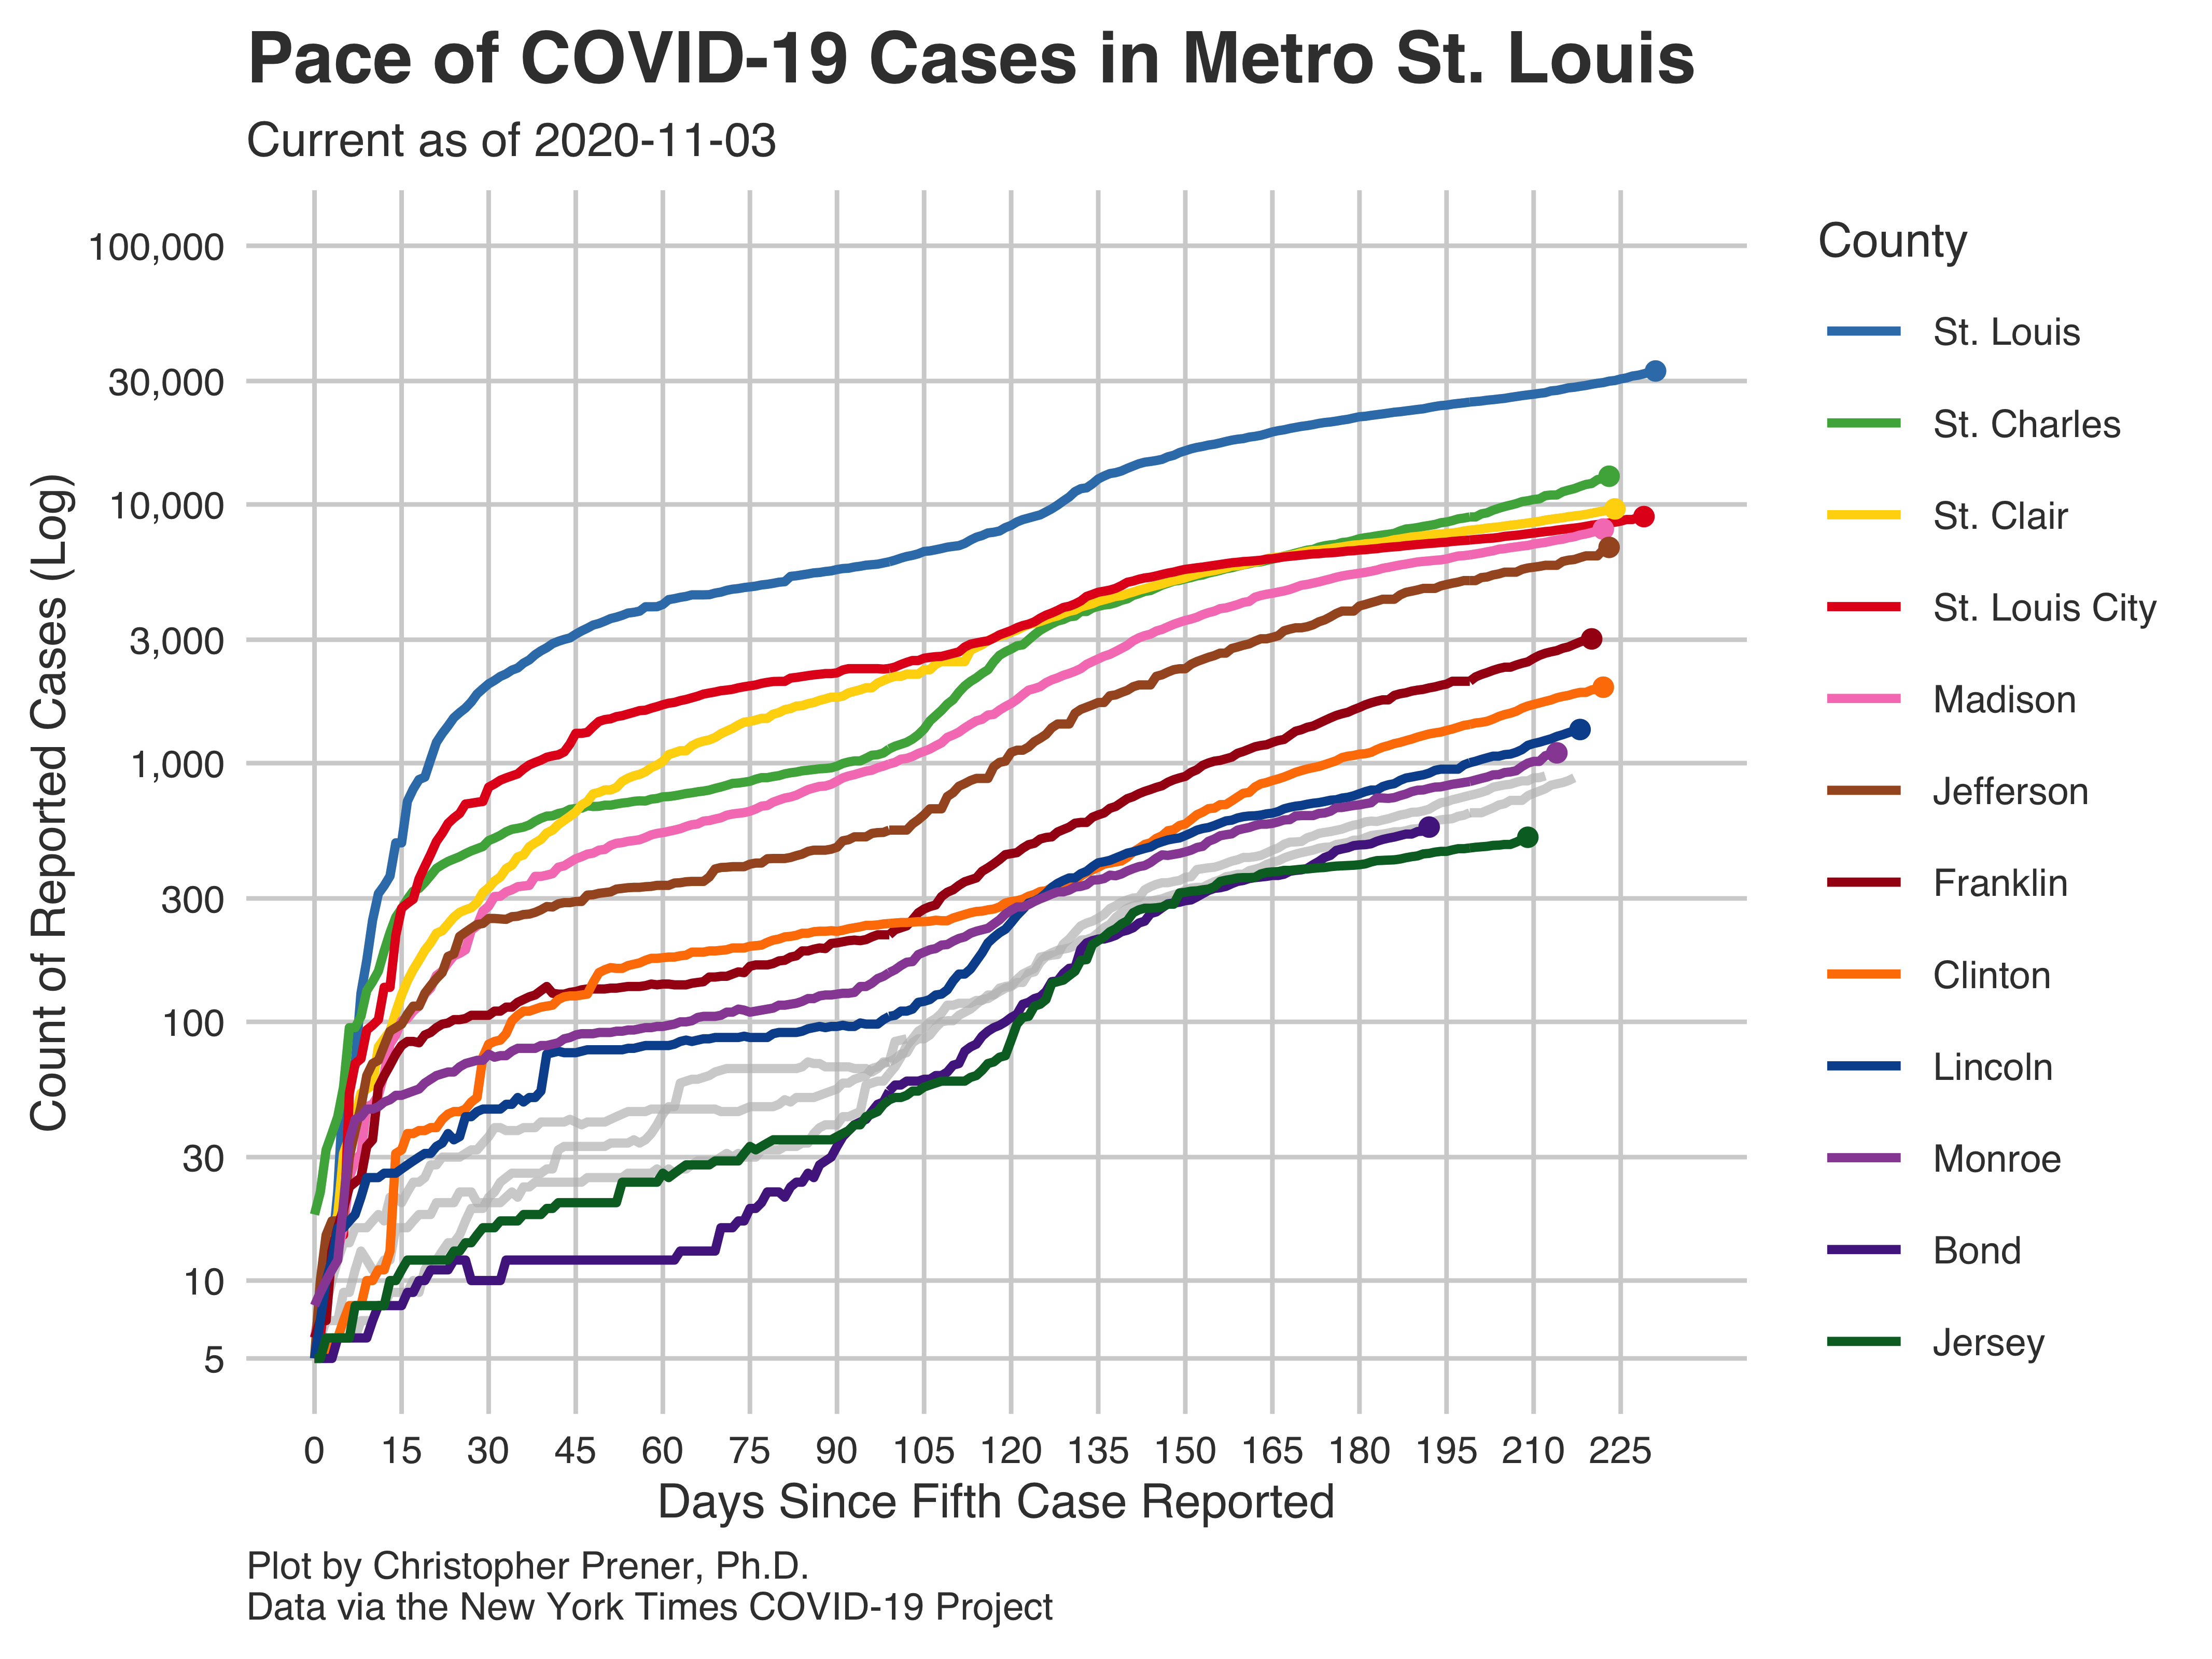 Pace of COVID-19 Cases in Metro St. Louis
Current as of 2020-11-03
Count of Reported Cases (Log)
100,000
30,000
10,000
3,000
1,000
300
100
30
10
5
0 15 30 45 60 75 90 105 120 135 150 165 180 195 210 225
Days Since Fifth Case Reported
County
St. Louis
St. Charles
St. Clair
St. Louis City
Madison
Jefferson
Franklin
Clinton
Lincoln
Monroe
Bond
Jersey
Plot by Christopher Prener, Ph.D.
Data via the New York Times COVID-19 Project